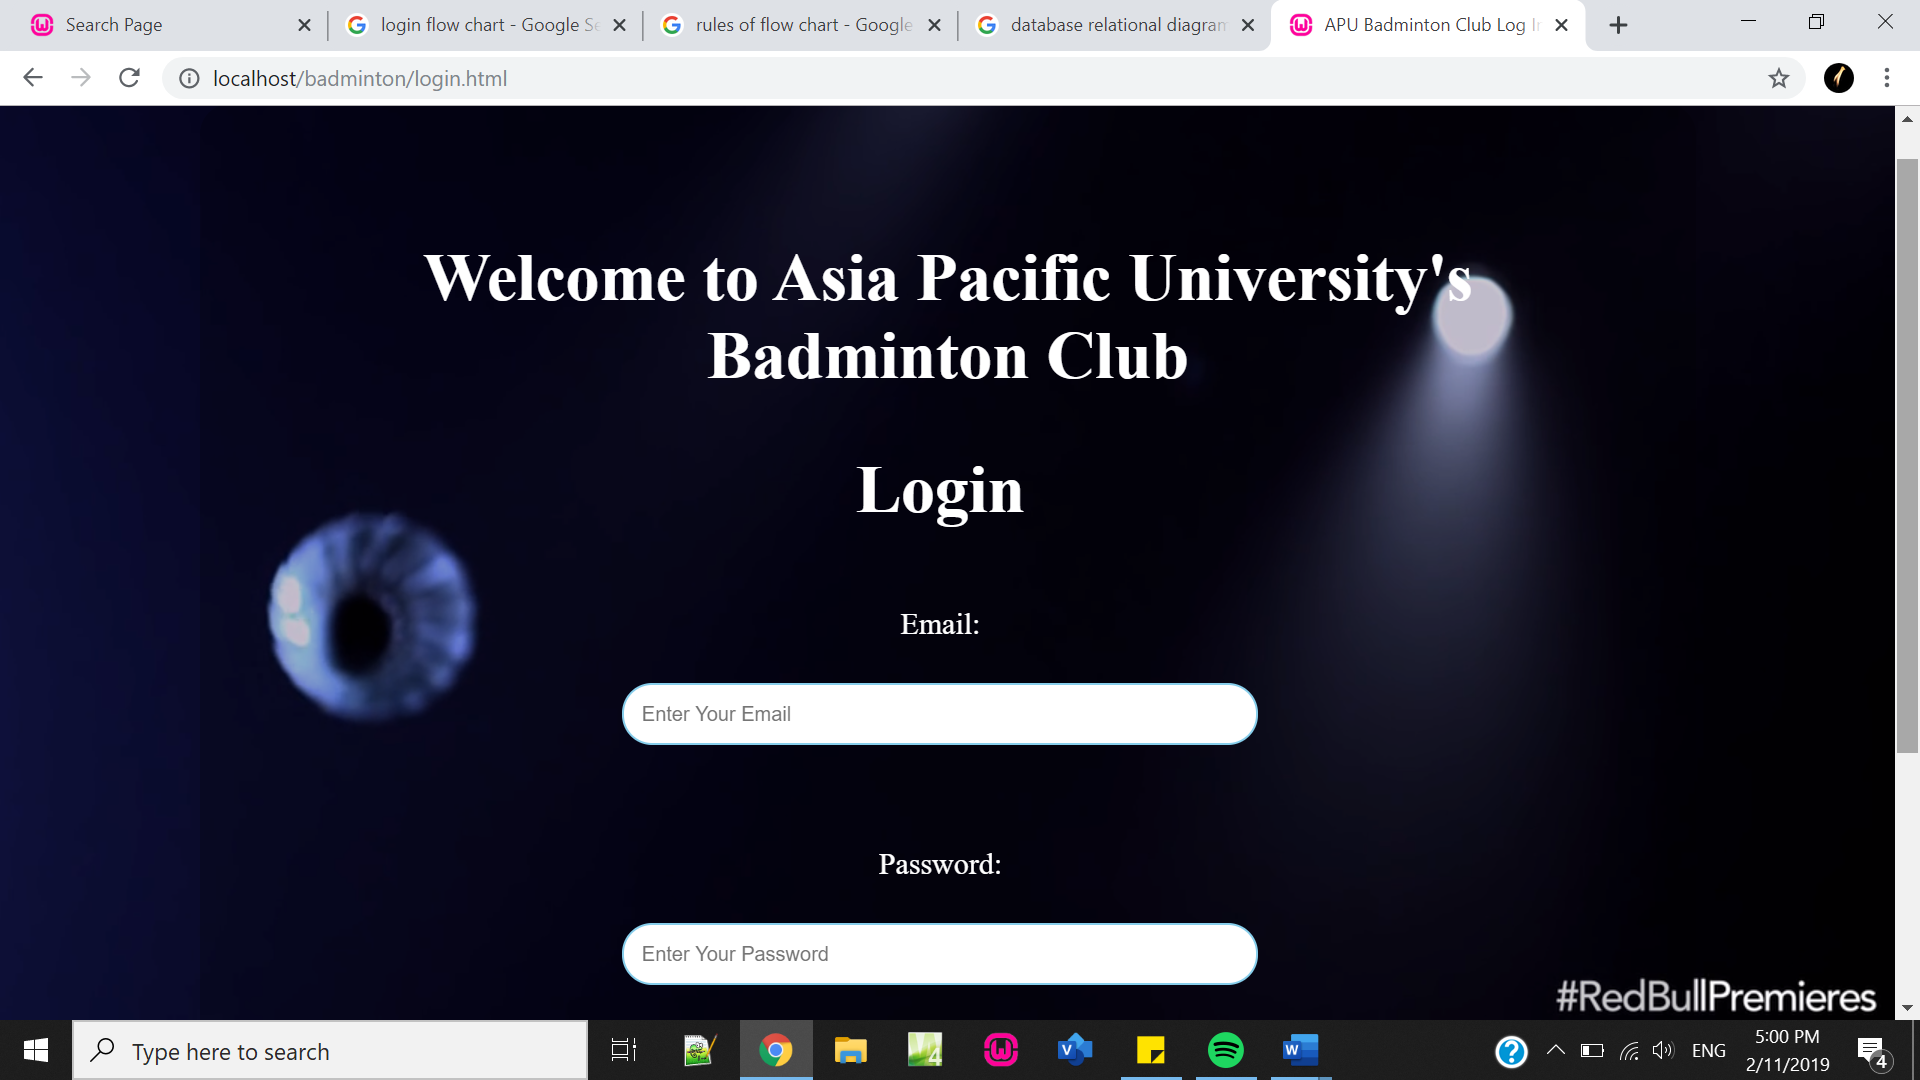 Search Page
login flow chart - Google Se
rules of flow chart - Google
database relational diagram
APU Badminton Club Log In
localhost/badminton/login.html
Welcome to Asia Pacific University's
Badminton Club
Login
Email:
Enter Your Email
Password:
Enter Your Password
#RedBullPremieres
Type here to search
4
V
W
?
ENG
5:00 PM
2/11/2019
4